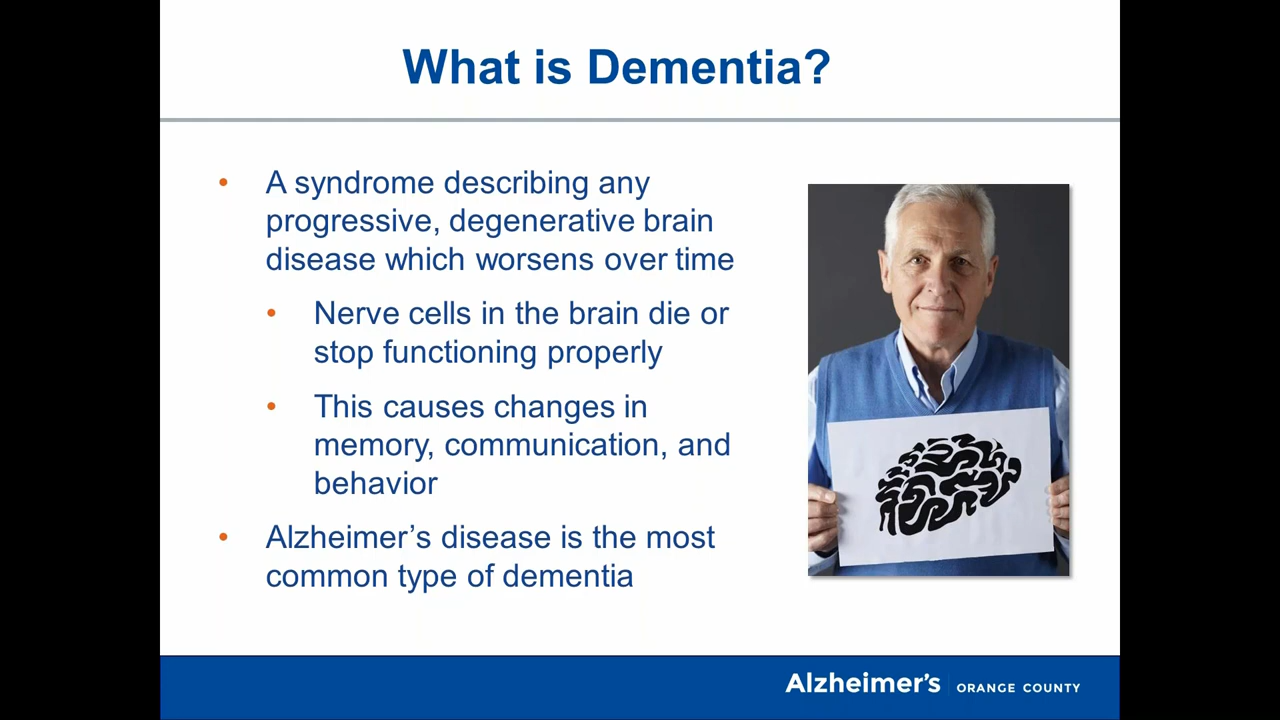 What is Dementia?
• A syndrome describing any
progressive, degenerative brain
disease which worsens over time
• Nerve cells in the brain die or
stop functioning properly
• This causes changes in
memory, communication, and
behavior
• Alzheimer’s disease is the most
common type of dementia
Alzheimer's | ORANGE COUNTY